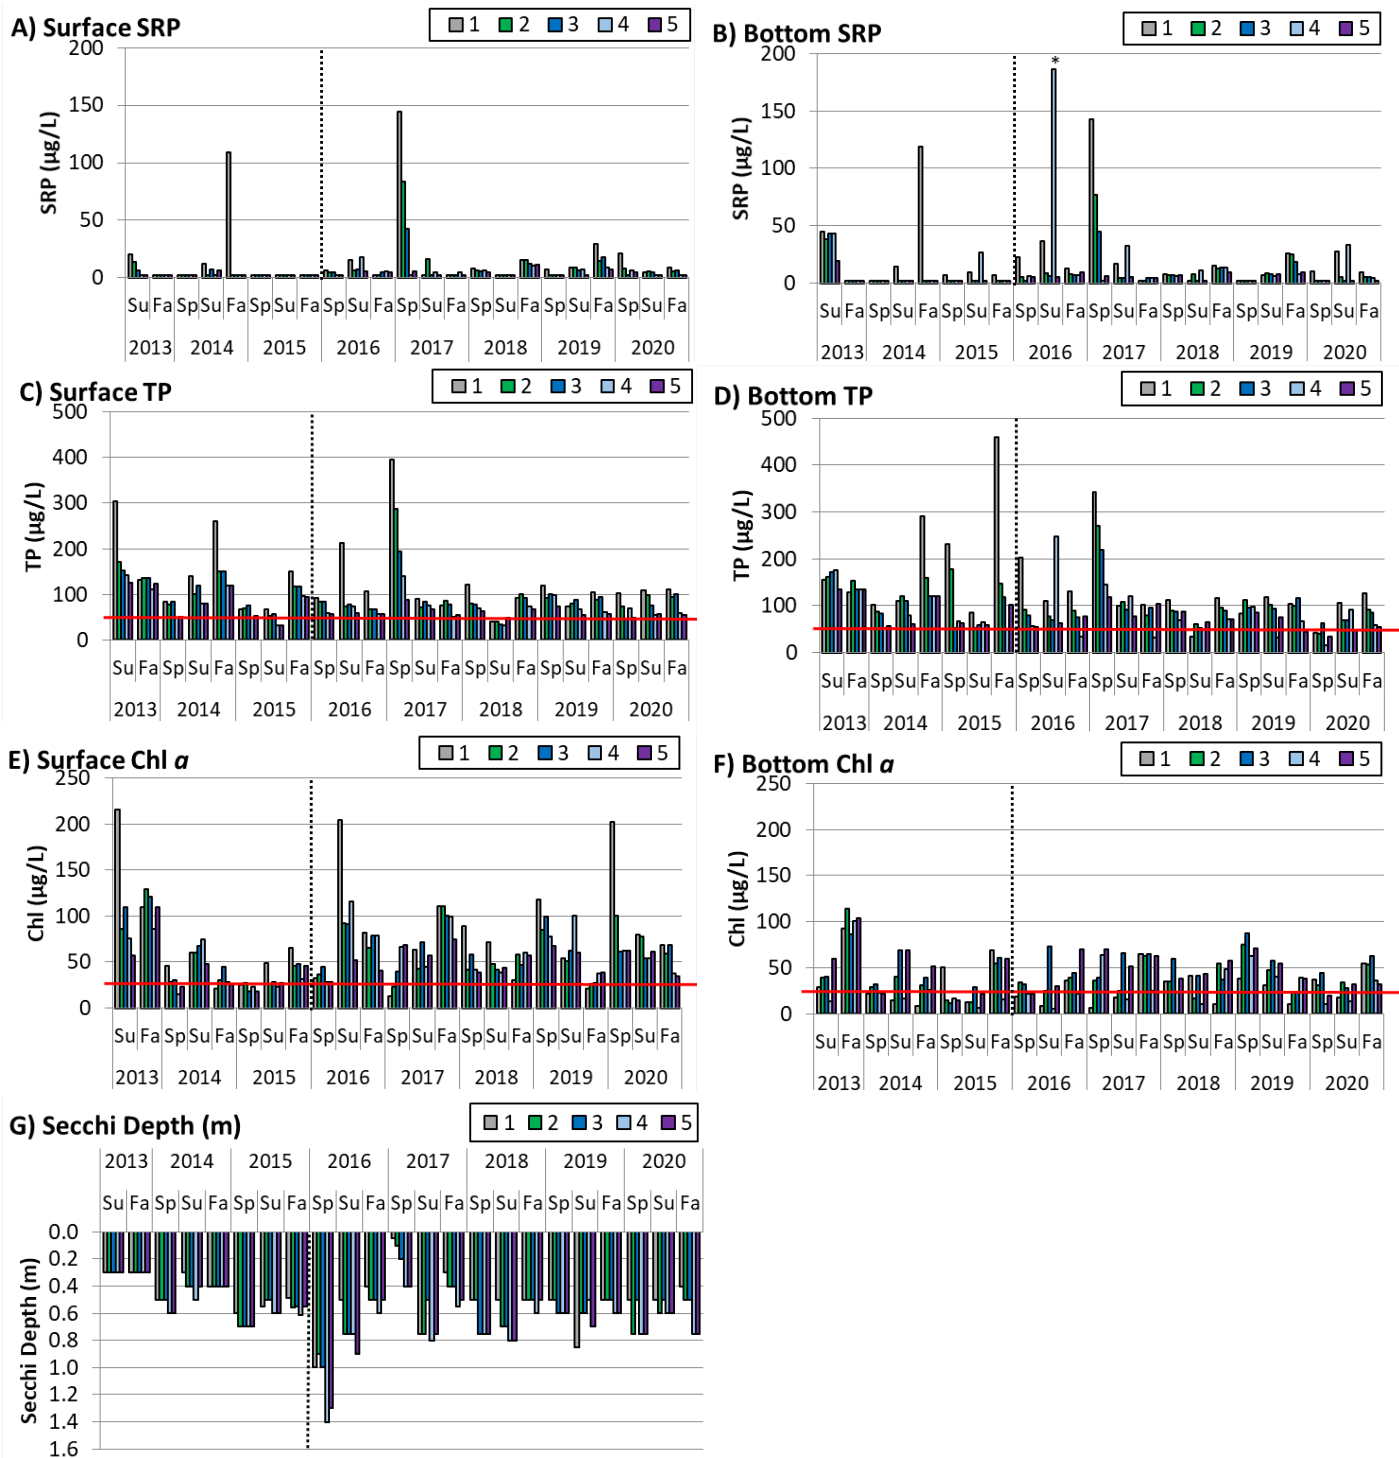 A) Surface SRP
1 2 3 4 5
SRP (µg/L)
200
150
100
50
0
Su Fa Sp Su Fa Sp Su Fa Sp Su Fa Sp Su Fa Sp Su Fa Sp Su Fa Sp Su Fa
2013 2014 2015 2016 2017 2018 2019 2020
B) Bottom SRP
1 2 3 4 5
SRP (µg/L)
200
150
100
50
0
*
Su Fa Sp Su Fa Sp Su Fa Sp Su Fa Sp Su Fa Sp Su Fa Sp Su Fa Sp Su Fa
2013 2014 2015 2016 2017 2018 2019 2020
C) Surface TP
1 2 3 4 5
TP (µg/L)
500
400
300
200
100
0
Su Fa Sp Su Fa Sp Su Fa Sp Su Fa Sp Su Fa Sp Su Fa Sp Su Fa Sp Su Fa
2013 2014 2015 2016 2017 2018 2019 2020
D) Bottom TP
1 2 3 4 5
TP (µg/L)
500
400
300
200
100
0
Su Fa Sp Su Fa Sp Su Fa Sp Su Fa Sp Su Fa Sp Su Fa Sp Su Fa Sp Su Fa
2013 2014 2015 2016 2017 2018 2019 2020
E) Surface Chl a
1 2 3 4 5
Chl (µg/L)
250
200
150
100
50
0
Su Fa Sp Su Fa Sp Su Fa Sp Su Fa Sp Su Fa Sp Su Fa Sp Su Fa Sp Su Fa
2013 2014 2015 2016 2017 2018 2019 2020
F) Bottom Chl a
1 2 3 4 5
Chl (µg/L)
250
200
150
100
50
0
Su Fa Sp Su Fa Sp Su Fa Sp Su Fa Sp Su Fa Sp Su Fa Sp Su Fa Sp Su Fa
2013 2014 2015 2016 2017 2018 2019 2020
G) Secchi Depth (m)
1 2 3 4 5
2013 2014 2015 2016 2017 2018 2019 2020
Su Fa Sp Su Fa Sp Su Fa Sp Su Fa Sp Su Fa Sp Su Fa Sp Su Fa Sp Su Fa
Secchi Depth (m)
0.0
0.2
0.4
0.6
0.8
1.0
1.2
1.4
1.6